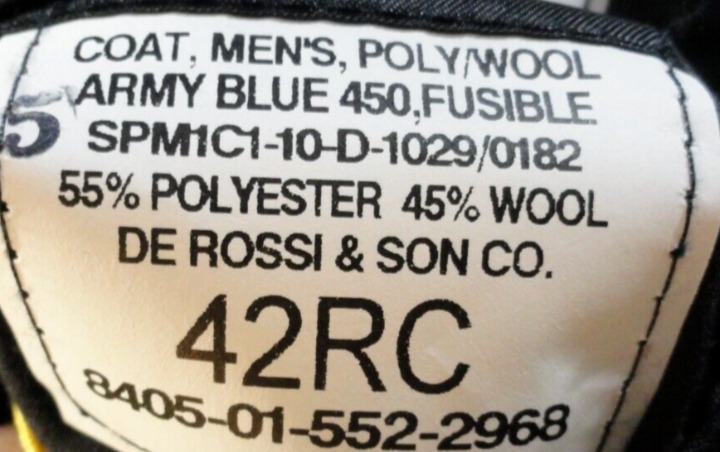 COAT, MEN'S, POLY/WOOL
ARMY BLUE 450,FUSIBLE
5
SPM1C1-10-D-1029/0182
55% POLYESTER 45% WOOL
DE ROSSI & SON CO.
42RC
8405-01-552-2968